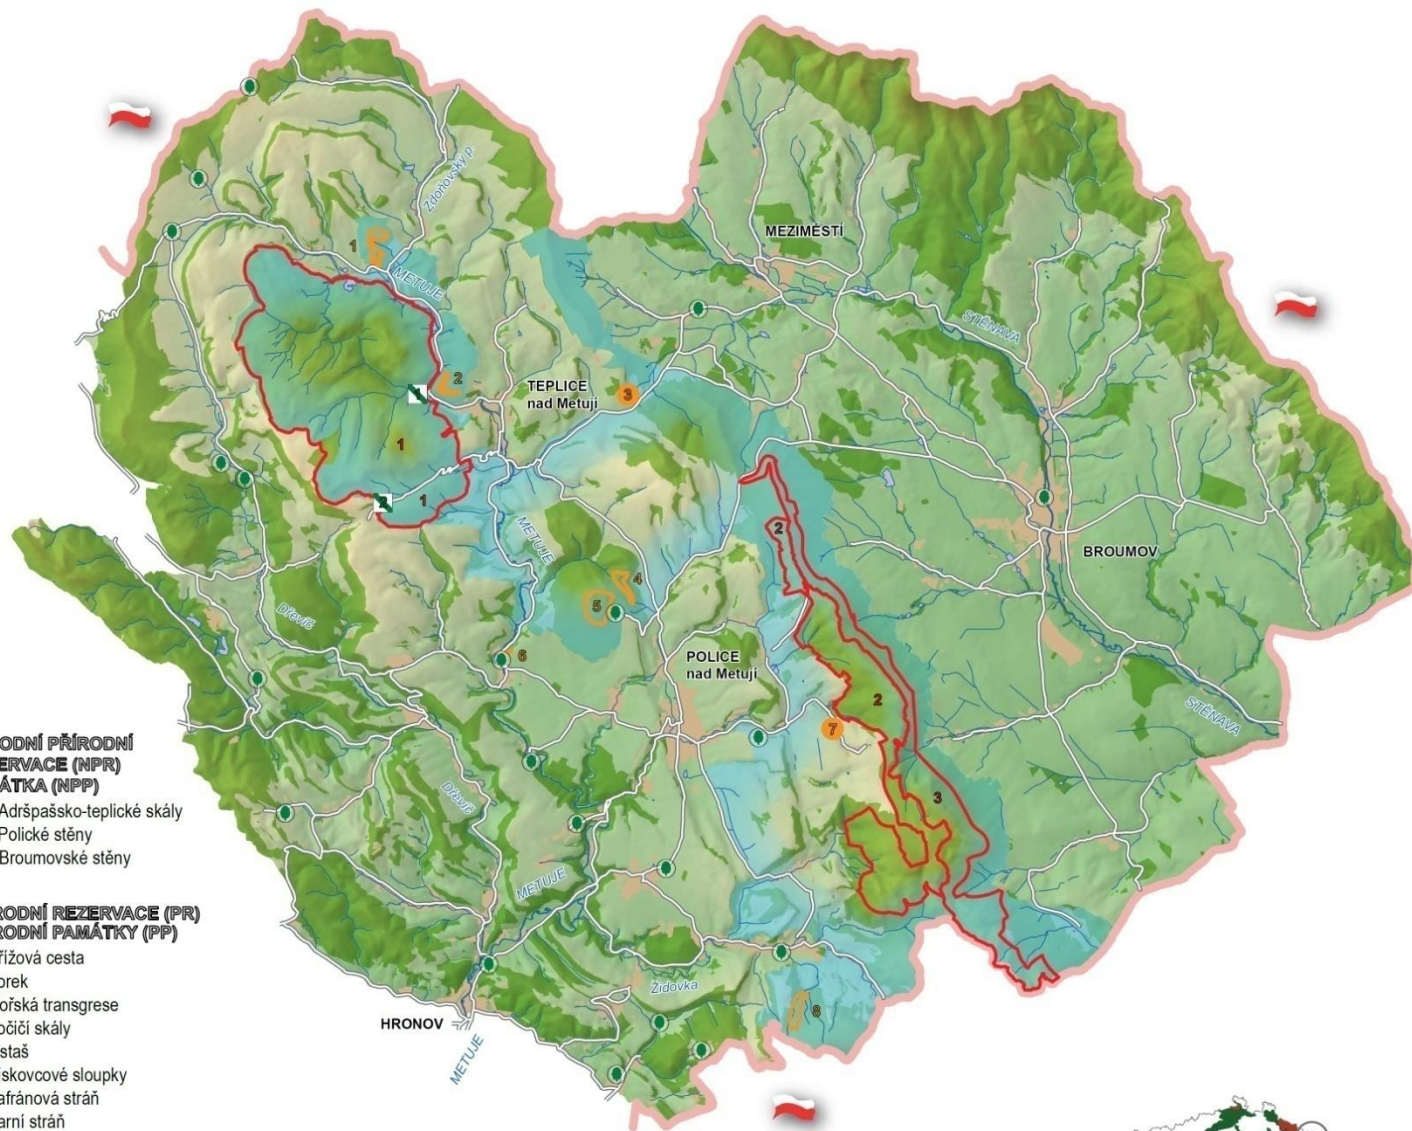 Zdoňovský p.
1
MEZIMĚSTÍ
METUJE
STĚNAVA
2
TEPLICE
nad Metují
3
1
1
1
2
2
METUJE
BROUMOV
4
5
Dřevíč
6
POLICE
nad Metují
2
7
STĚNAVA
ODNÍ PŘÍRODNÍ
ERVACE (NPR)
ÁTKA (NPP)
Adršpašsko-teplické skály
Polické stěny
Broumovské stěny
Dřevíč
3
METUJE
RODNÍ REZERVACE (PR)
RODNÍ PAMÁTKY (PP)
řížová cesta
orek
ořská transgrese
očičí skály
staš
ískovcové sloupky
afránová stráň
arní stráň
Židovka
8
HRONOV
METUJE